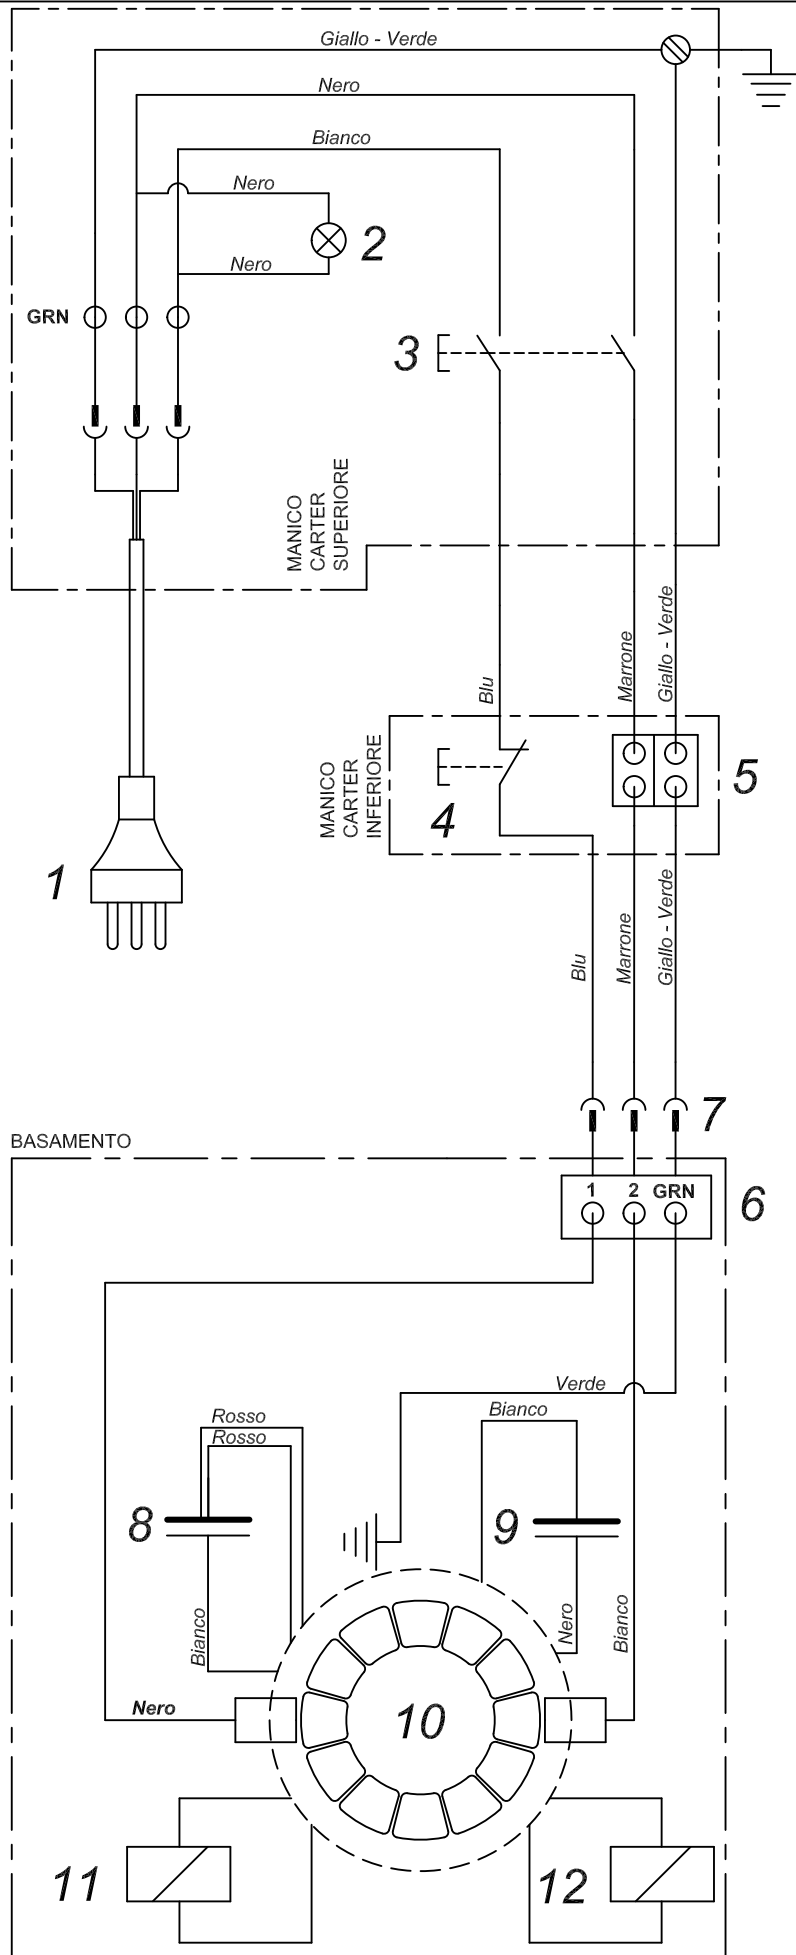 Giallo - Verde
Nero
Bianco
Nero
2
Nero
GRN
3
MANICO
CARTER
SUPERIORE
Blu
Marrone
Giallo - Verde
MANICO
CARTER
INFERIORE
4
5
1
Blu
Marrone
Giallo - Verde
7
BASAMENTO
1 2 GRN
6
Verde
Bianco
Rosso
Rosso
8
9
Bianco
Nero
Bianco
Nero
10
11
12